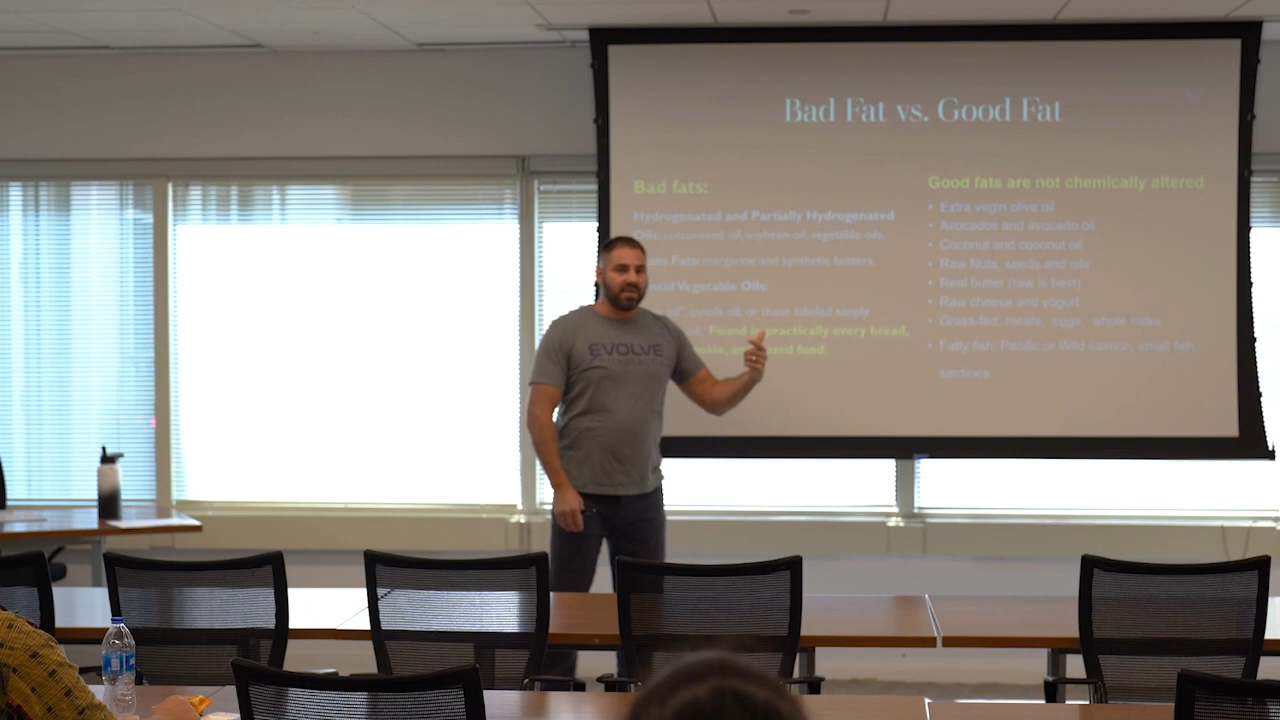 Bad Fat vs. Good Fat
Bad fats:
Hydrogenated and Partially Hydrogenated
Oils: cottonseed oil, soybean oil, vegetable oils.
Fats: margarine and synthetic butters.
Vegetable Oils:
canola oil, or those labeled simply
Found in practically every bread,
food.
Good fats are not chemically altered
• Extra virgin olive oil
• Avocados and avocado oil
• Coconut and coconut oil
• Raw Nuts, seeds and oils
• Real butter (raw is best)
• Raw cheese and yogurt
• Grass-fed: meats, eggs, whole milks
• Fatty fish: Pacific or Wild salmon, small fish,
sardines
EVOLVE